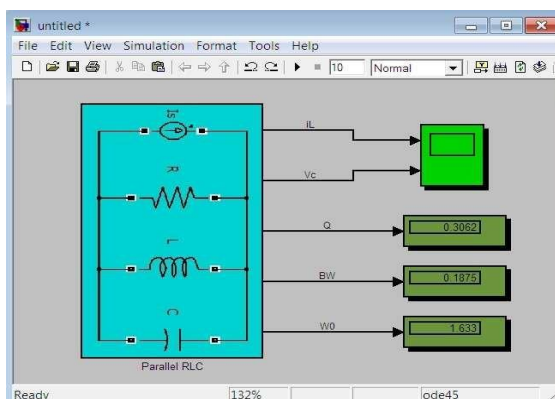 untitled *
File Edit View Simulation Format Tools Help
10 Normal
Is
R
L
C
iL
Vc
Q
BW
W0
0.3062
0.1875
1.633
Parallel RLC
Ready 132% ode45